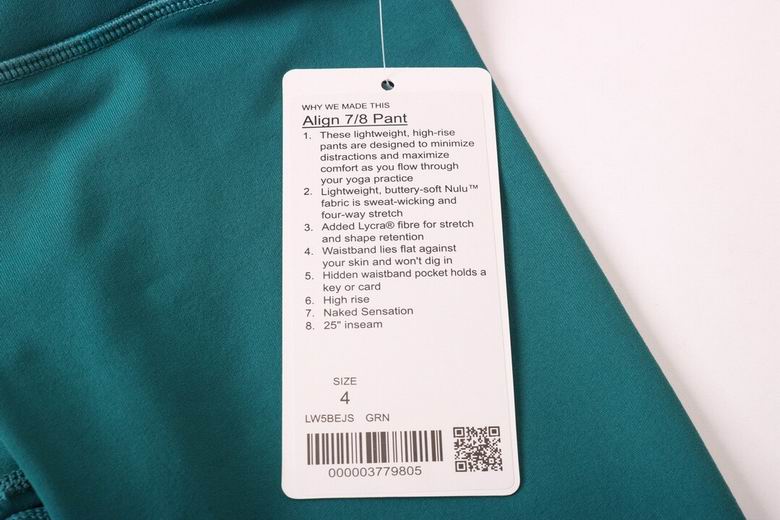 WHY WE MADE THIS
Align 7/8 Pant
1. These lightweight, high-rise
pants are designed to minimize
distractions and maximize
comfort as you flow through
your yoga practice
2. Lightweight, buttery-soft Nulu™
fabric is sweat-wicking and
four-way stretch
3. Added Lycra® fibre for stretch
and shape retention
4. Waistband lies flat against
your skin and won't dig in
5. Hidden waistband pocket holds a
key or card
6. High rise
7. Naked Sensation
8. 25" inseam
SIZE
4
LW5BEJS GRN
000003779805